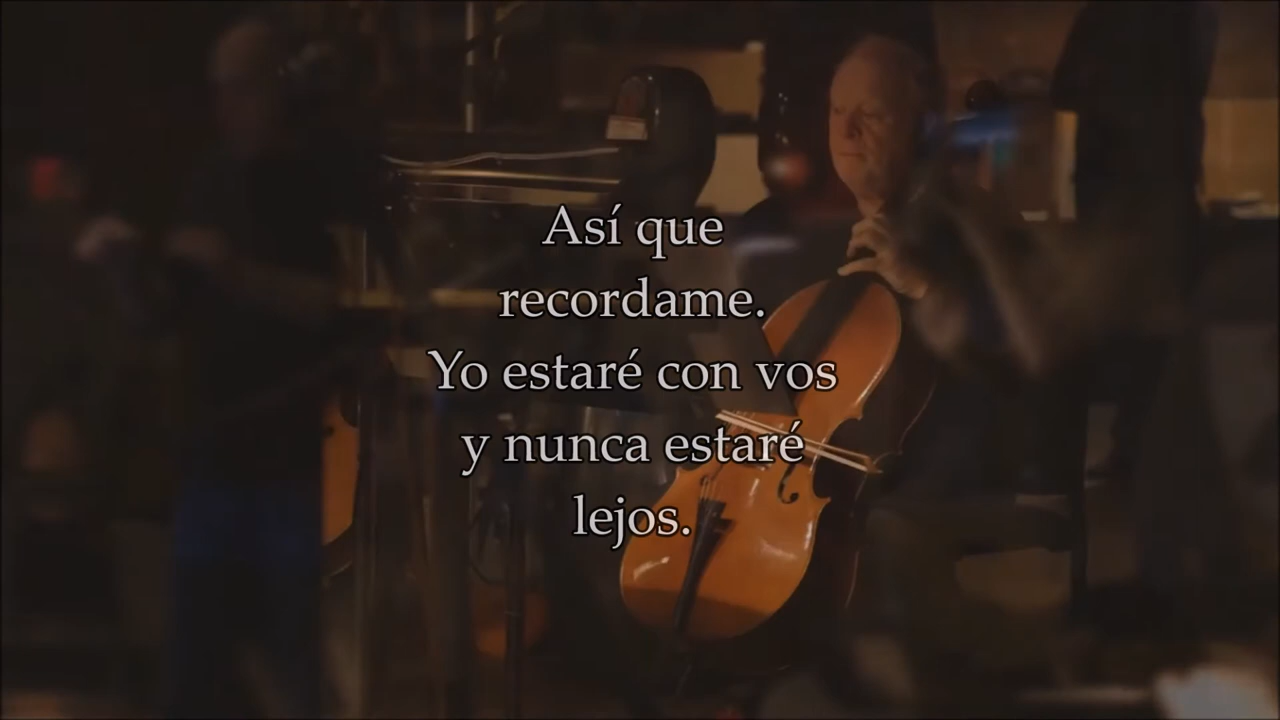 Así que
recordame.
Yo estaré con vos
y nunca estaré
lejos.